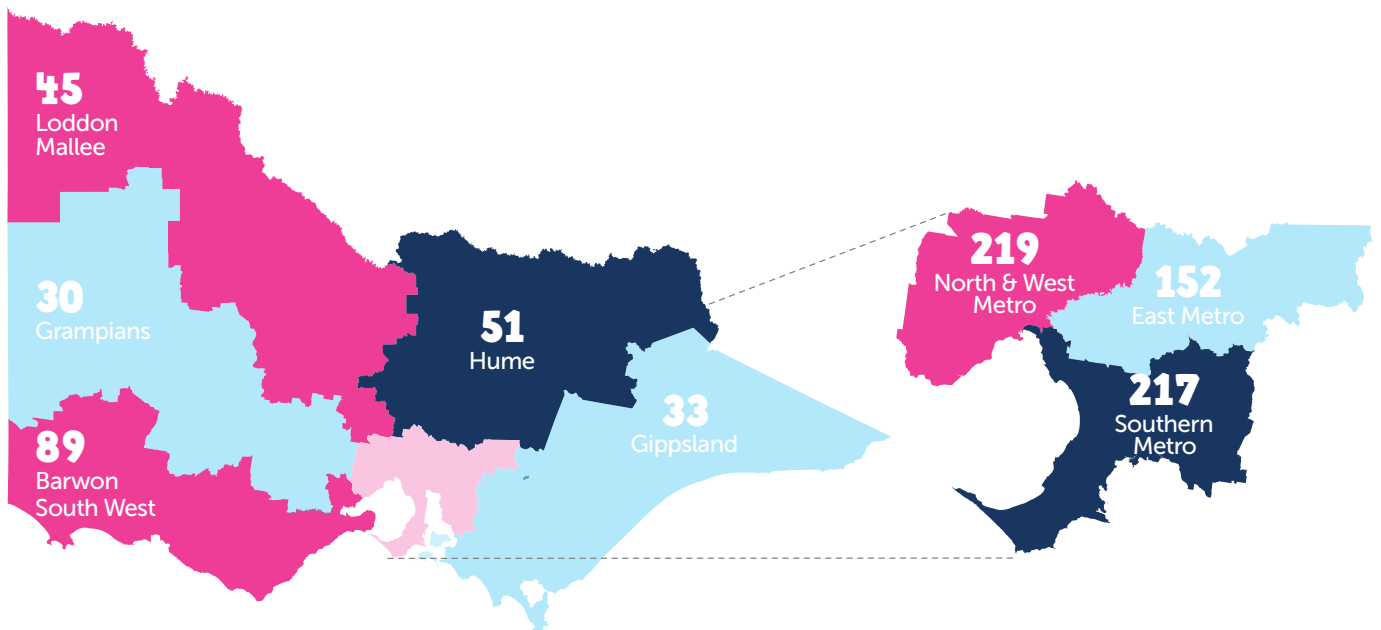 45
Loddon
Mallee
30
Grampians
89
Barwon
South West
51
Hume
33
Gippsland
219
North & West
Metro
152
East Metro
217
Southern
Metro